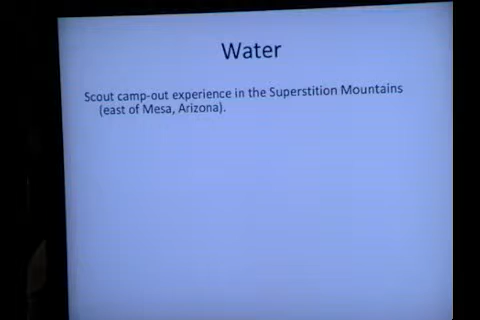 Water
Scout camp-out experience in the Superstition Mountains
(east of Mesa, Arizona).